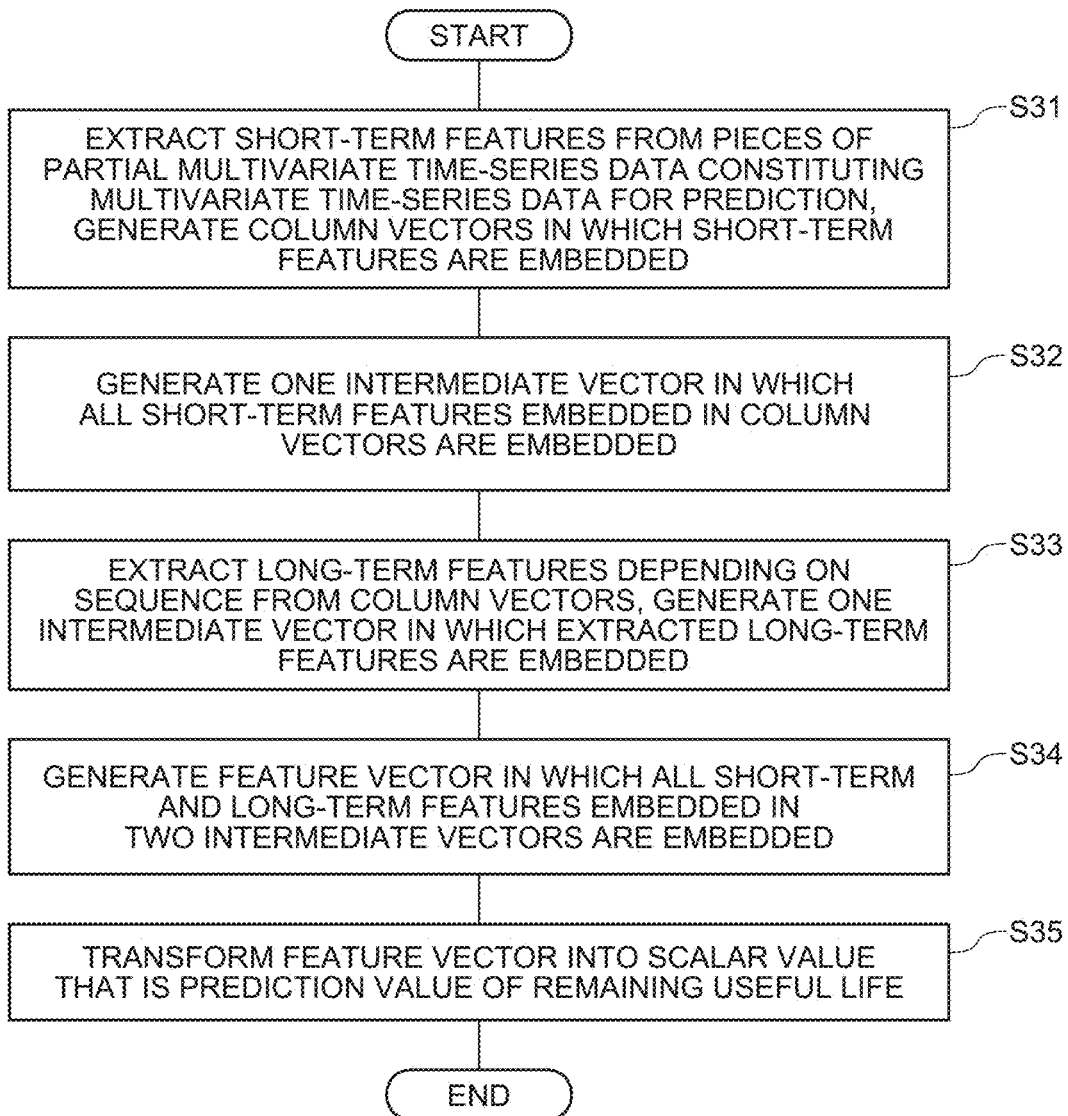 START
S31
EXTRACT SHORT-TERM FEATURES FROM PIECES OF
PARTIAL MULTIVARIATE TIME-SERIES DATA CONSTITUTING
MULTIVARIATE TIME-SERIES DATA FOR PREDICTION,
GENERATE COLUMN VECTORS IN WHICH SHORT-TERM
FEATURES ARE EMBEDDED
S32
GENERATE ONE INTERMEDIATE VECTOR IN WHICH
ALL SHORT-TERM FEATURES EMBEDDED IN COLUMN
VECTORS ARE EMBEDDED
S33
EXTRACT LONG-TERM FEATURES DEPENDING ON
SEQUENCE FROM COLUMN VECTORS, GENERATE ONE
INTERMEDIATE VECTOR IN WHICH EXTRACTED LONG-TERM
FEATURES ARE EMBEDDED
S34
GENERATE FEATURE VECTOR IN WHICH ALL SHORT-TERM
AND LONG-TERM FEATURES EMBEDDED IN
TWO INTERMEDIATE VECTORS ARE EMBEDDED
S35
TRANSFORM FEATURE VECTOR INTO SCALAR VALUE
THAT IS PREDICTION VALUE OF REMAINING USEFUL LIFE
END